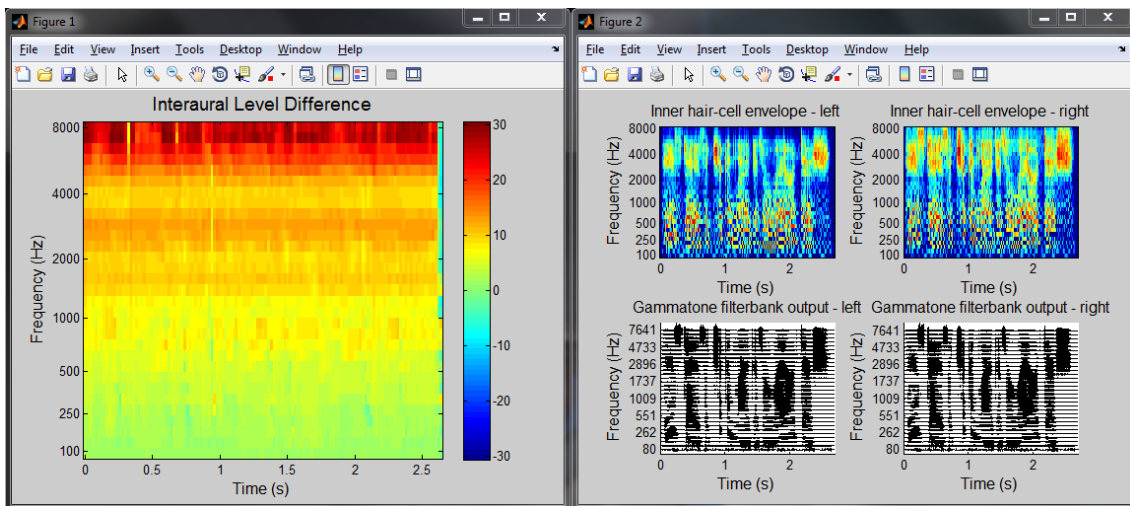 Figure 1
File Edit View Insert Tools Desktop Window Help
Interaural Level Difference
Frequency (Hz)
8000
4000
2000
1000
500
250
100
0 0.5 1 1.5 2 2.5
Time (s)
30
20
10
0
-10
-20
-30
Figure 2
File Edit View Insert Tools Desktop Window Help
Inner hair-cell envelope - left
Frequency (Hz)
8000
4000
2000
1000
500
250
100
0 1 2
Time (s)
Inner hair-cell envelope - right
Frequency (Hz)
8000
4000
2000
1000
500
250
100
0 1 2
Time (s)
Gammatone filterbank output - left
Frequency (Hz)
7641
4733
2896
1737
1009
551
262
80
0 1 2
Time (s)
Gammatone filterbank output - right
Frequency (Hz)
7641
4733
2896
1737
1009
551
262
80
0 1 2
Time (s)